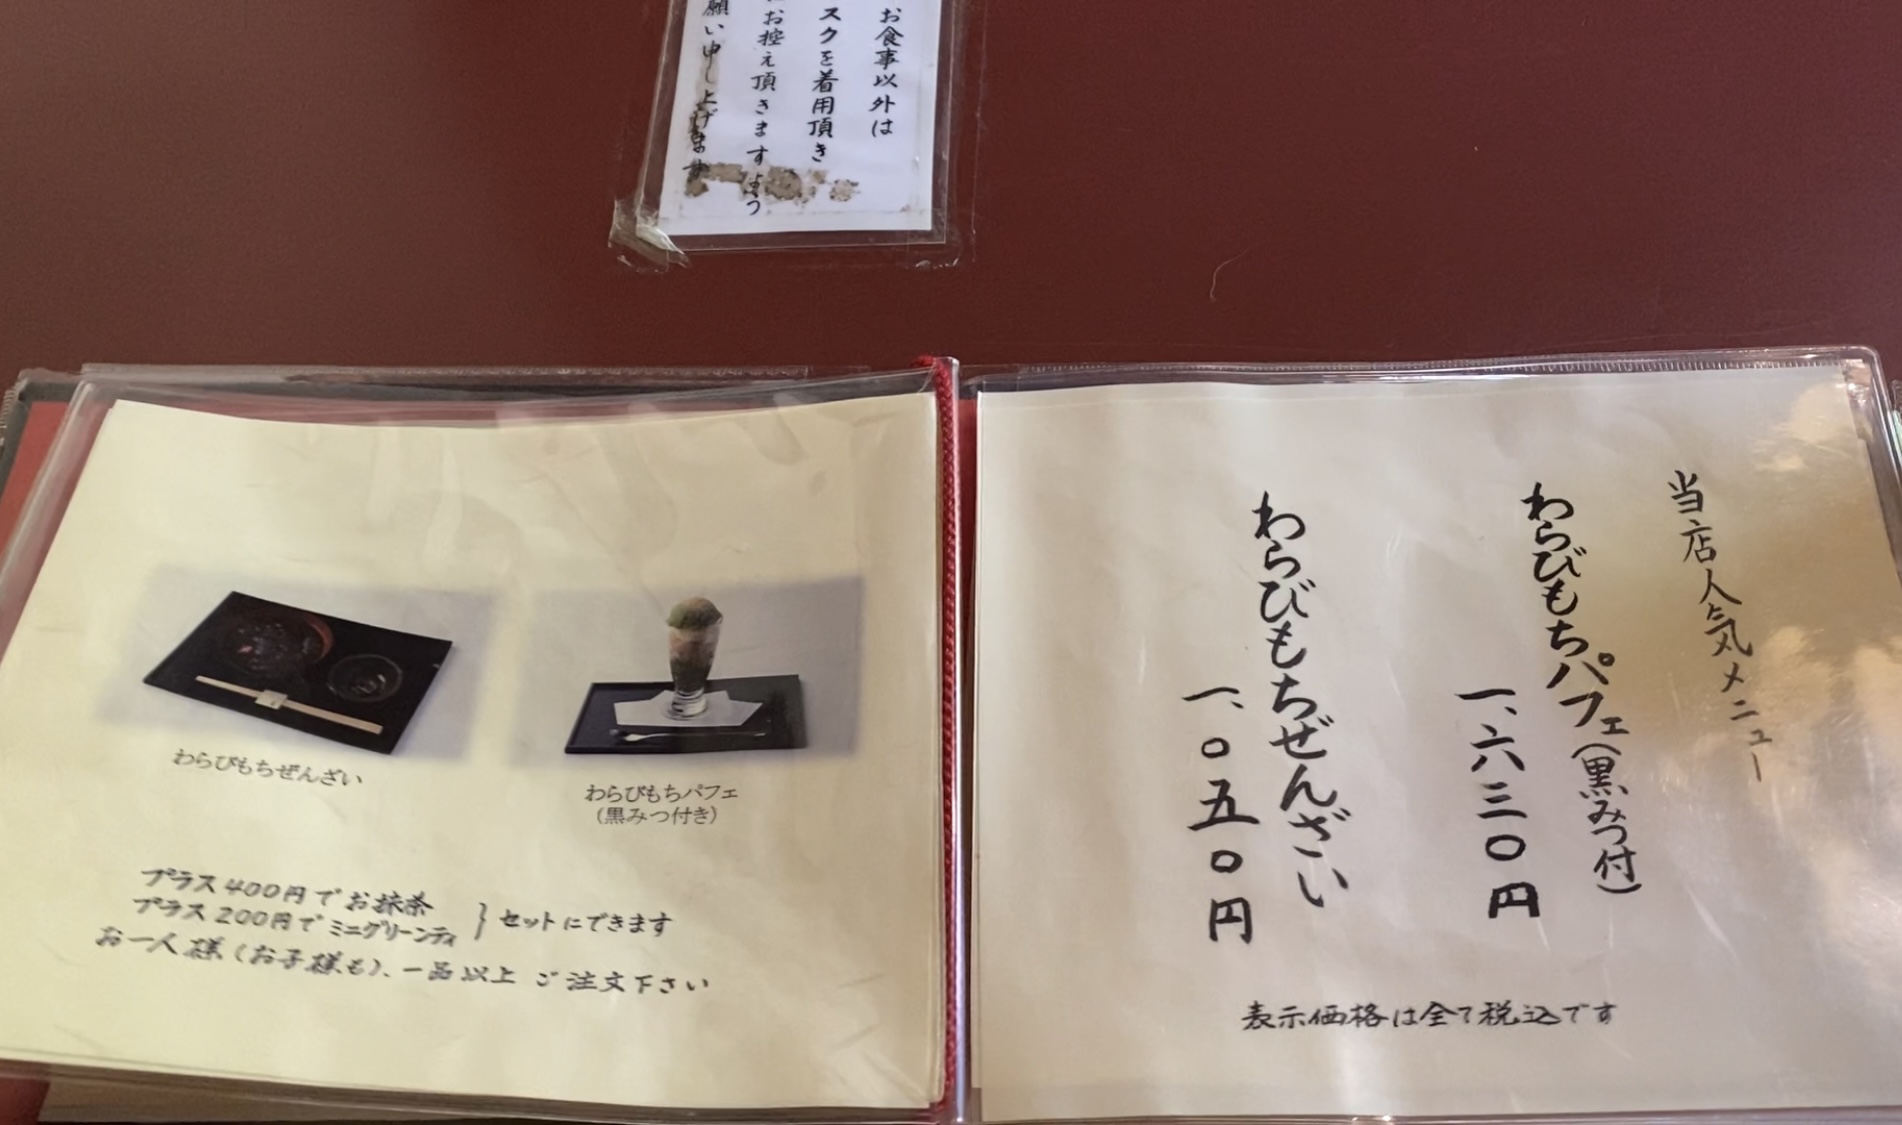 お食事以外は
スクを着用頂き
お控え頂きますよう
願い申し上げます
わらびもちぜんざい
わらびもちパフェ
(黒みつ付き)
プラス400円でお抹茶
プラス200円でミニグリーンティ
セットにできます
お一人様(お子様も)、一品以上 ご注文下さい
当店人気メニュー
わらびもちパフェ(黒みつ付)
一、六三〇円
わらびもちぜんざい
一、〇五〇円
表示価格は全て税込です